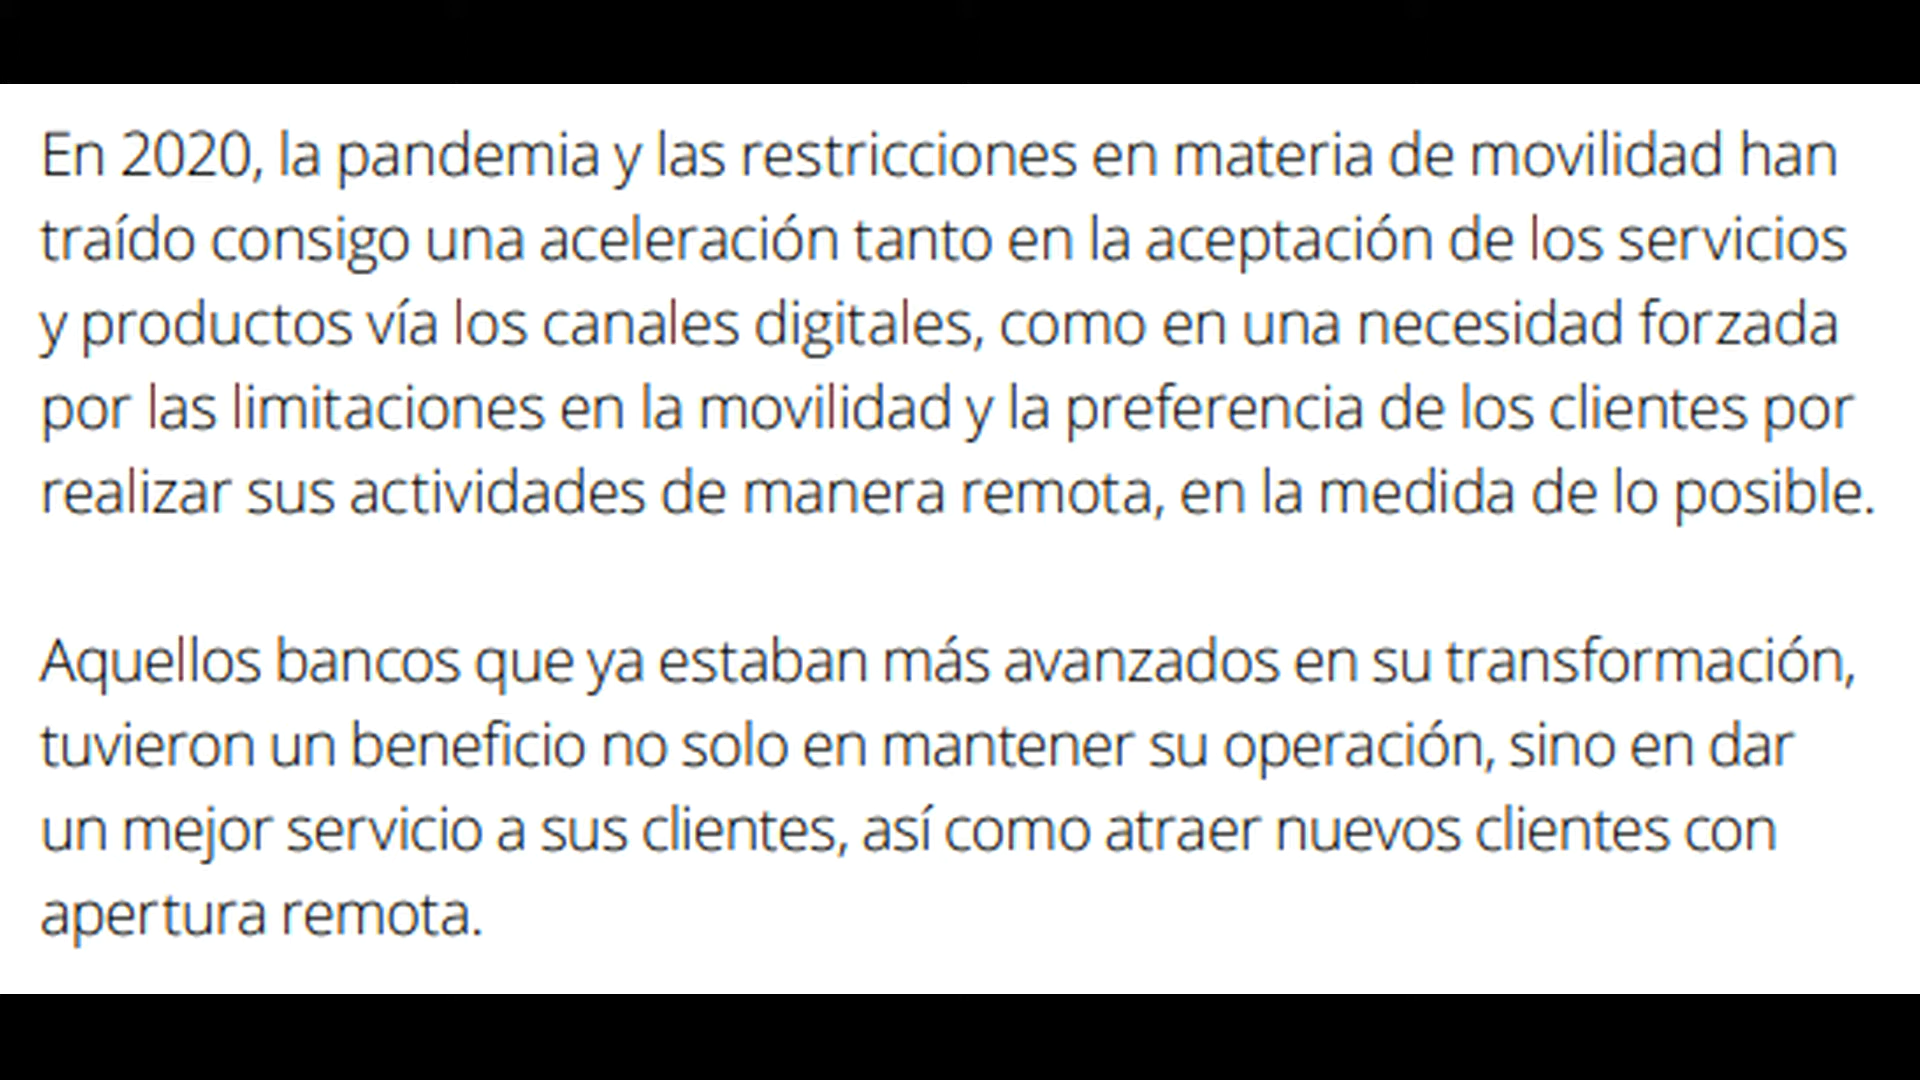 En 2020, la pandemia y las restricciones en materia de movilidad han
traído consigo una aceleración tanto en la aceptación de los servicios
y productos vía los canales digitales, como en una necesidad forzada
por las limitaciones en la movilidad y la preferencia de los clientes por
realizar sus actividades de manera remota, en la medida de lo posible.
Aquellos bancos que ya estaban más avanzados en su transformación,
tuvieron un beneficio no solo en mantener su operación, sino en dar
un mejor servicio a sus clientes, así como atraer nuevos clientes con
apertura remota.